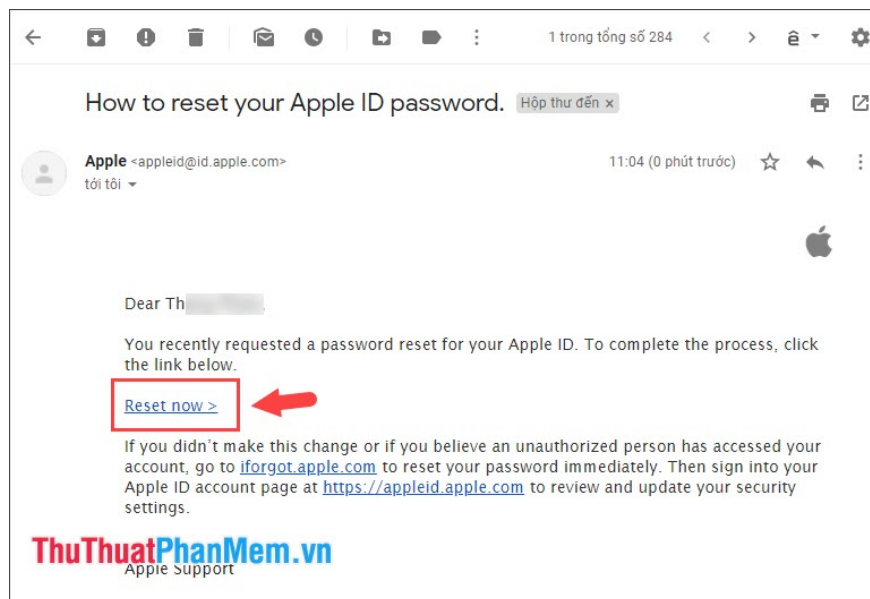 1 trong tổng số 284
How to reset your Apple ID password. Hộp thư đến x
Apple <appleid@id.apple.com> 11:04 (0 phút trước)
tới tôi
Dear Th
You recently requested a password reset for your Apple ID. To complete the process, click
the link below.
Reset now >
If you didn't make this change or if you believe an unauthorized person has accessed your
account, go to iforgot.apple.com to reset your password immediately. Then sign into your
Apple ID account page at https://appleid.apple.com to review and update your security
settings.
ThuThuatPhanMem.vn
Apple Support